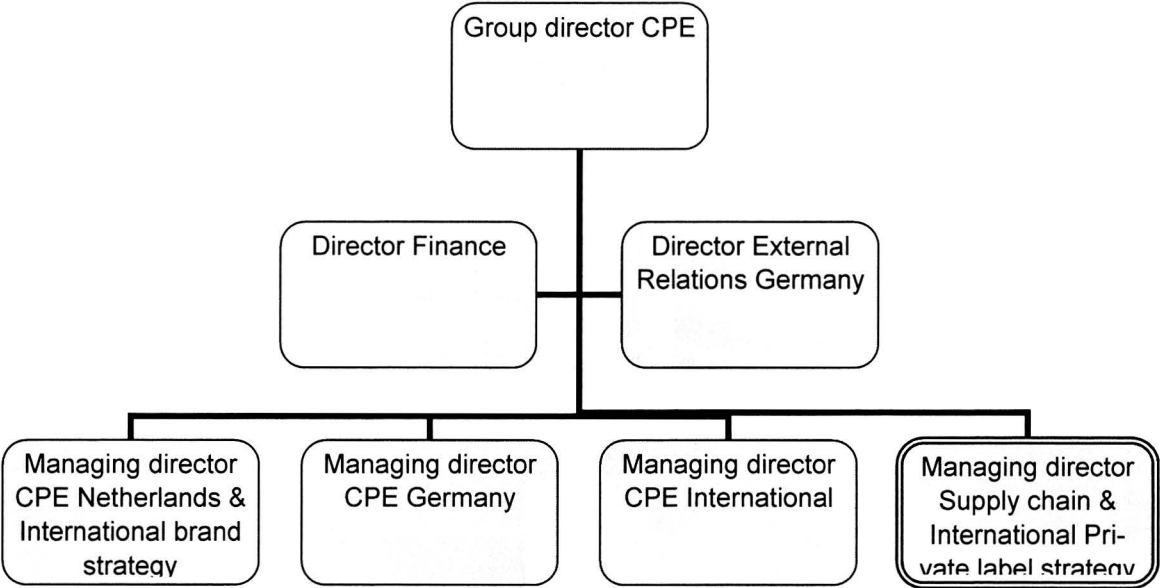 Group director CPE
Director Finance
Director External
Relations Germany
Managing director
CPE Netherlands &
International brand
strategy
Managing director
CPE Germany
Managing director
CPE International
Managing director
Supply chain &
International Pri-
vate label strategy